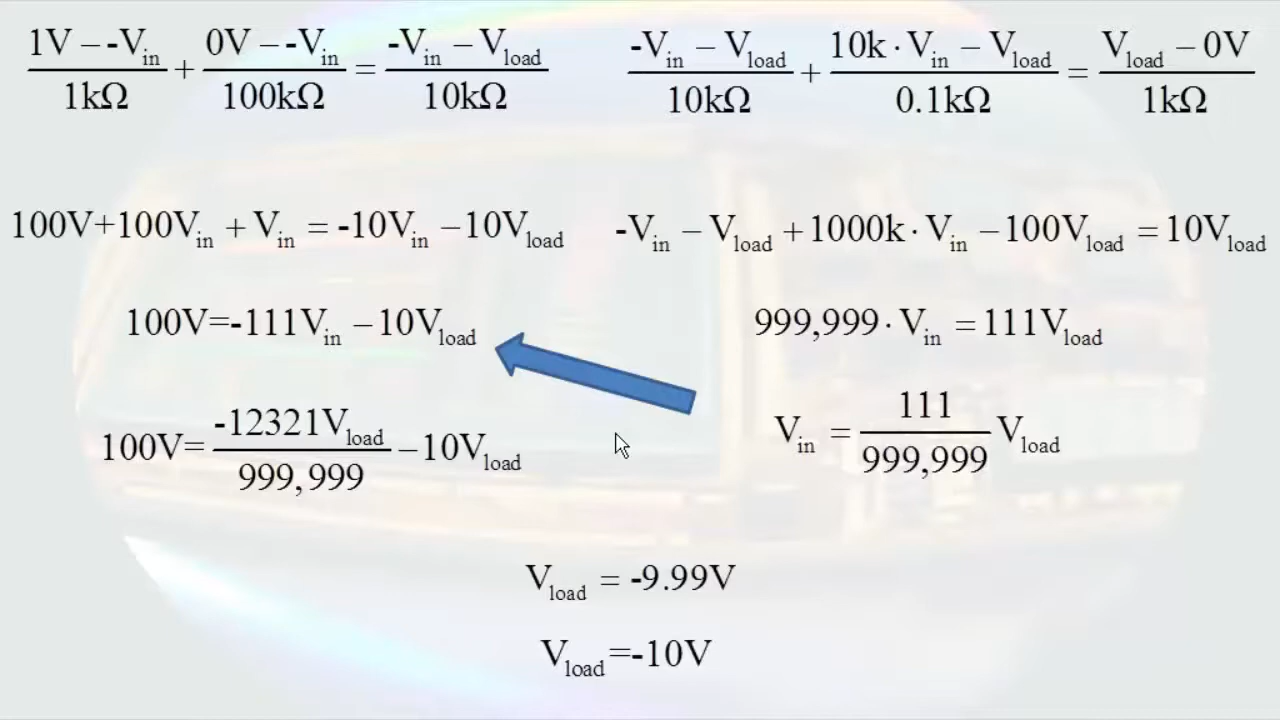 (1V – -V_in)/1kΩ + (0V – -V_in)/100kΩ = (-V_in – V_load)/10kΩ
(-V_in – V_load)/10kΩ + (10k · V_in – V_load)/0.1kΩ = (V_load – 0V)/1kΩ
100V+100V_in + V_in = -10V_in –10V_load
-V_in – V_load +1000k · V_in –100V_load =10V_load
100V=-111V_in –10V_load
999,999 · V_in =111V_load
100V= -12321V_load/999,999 –10V_load
V_in = 111/999,999 V_load
V_load = -9.99V
V_load=-10V